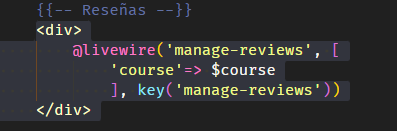 {{-- Reseñas --}}
<div>
@livewire('manage-reviews', [
'course'=> $course
], key('manage-reviews'))
</div>